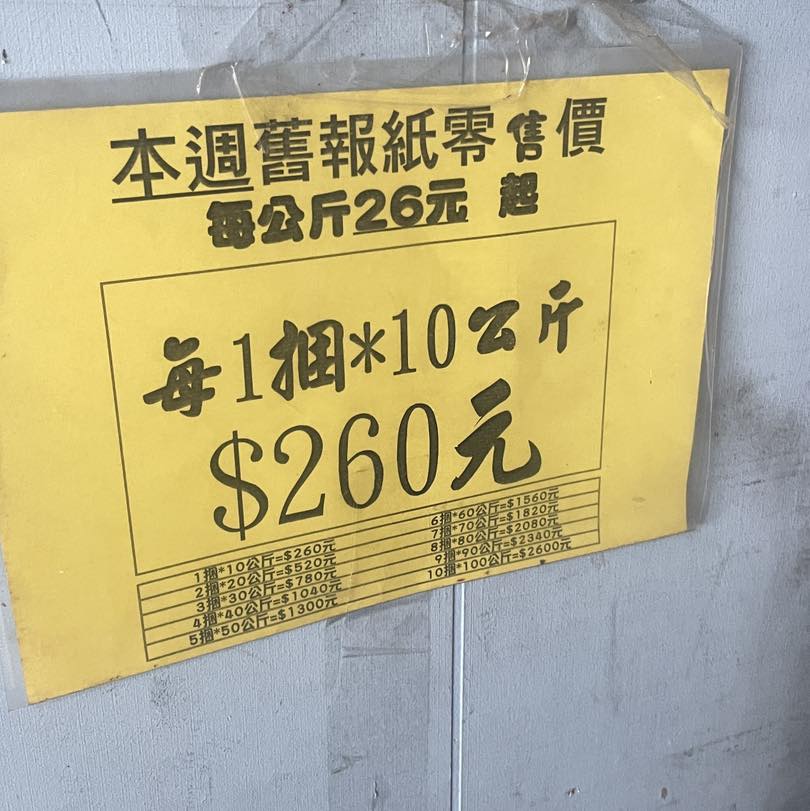 本週舊報紙零售價
每公斤26元 起
每1捆*10公斤
$260元
1捆*10公斤=$260元
2捆*20公斤=$520元
3捆*30公斤=$780元
4捆*40公斤=$1040元
5捆*50公斤=$1300元
6捆*60公斤=$1560元
7捆*70公斤=$1820元
8捆*80公斤=$2080元
9捆*90公斤=$2340元
10捆*100公斤=$2600元